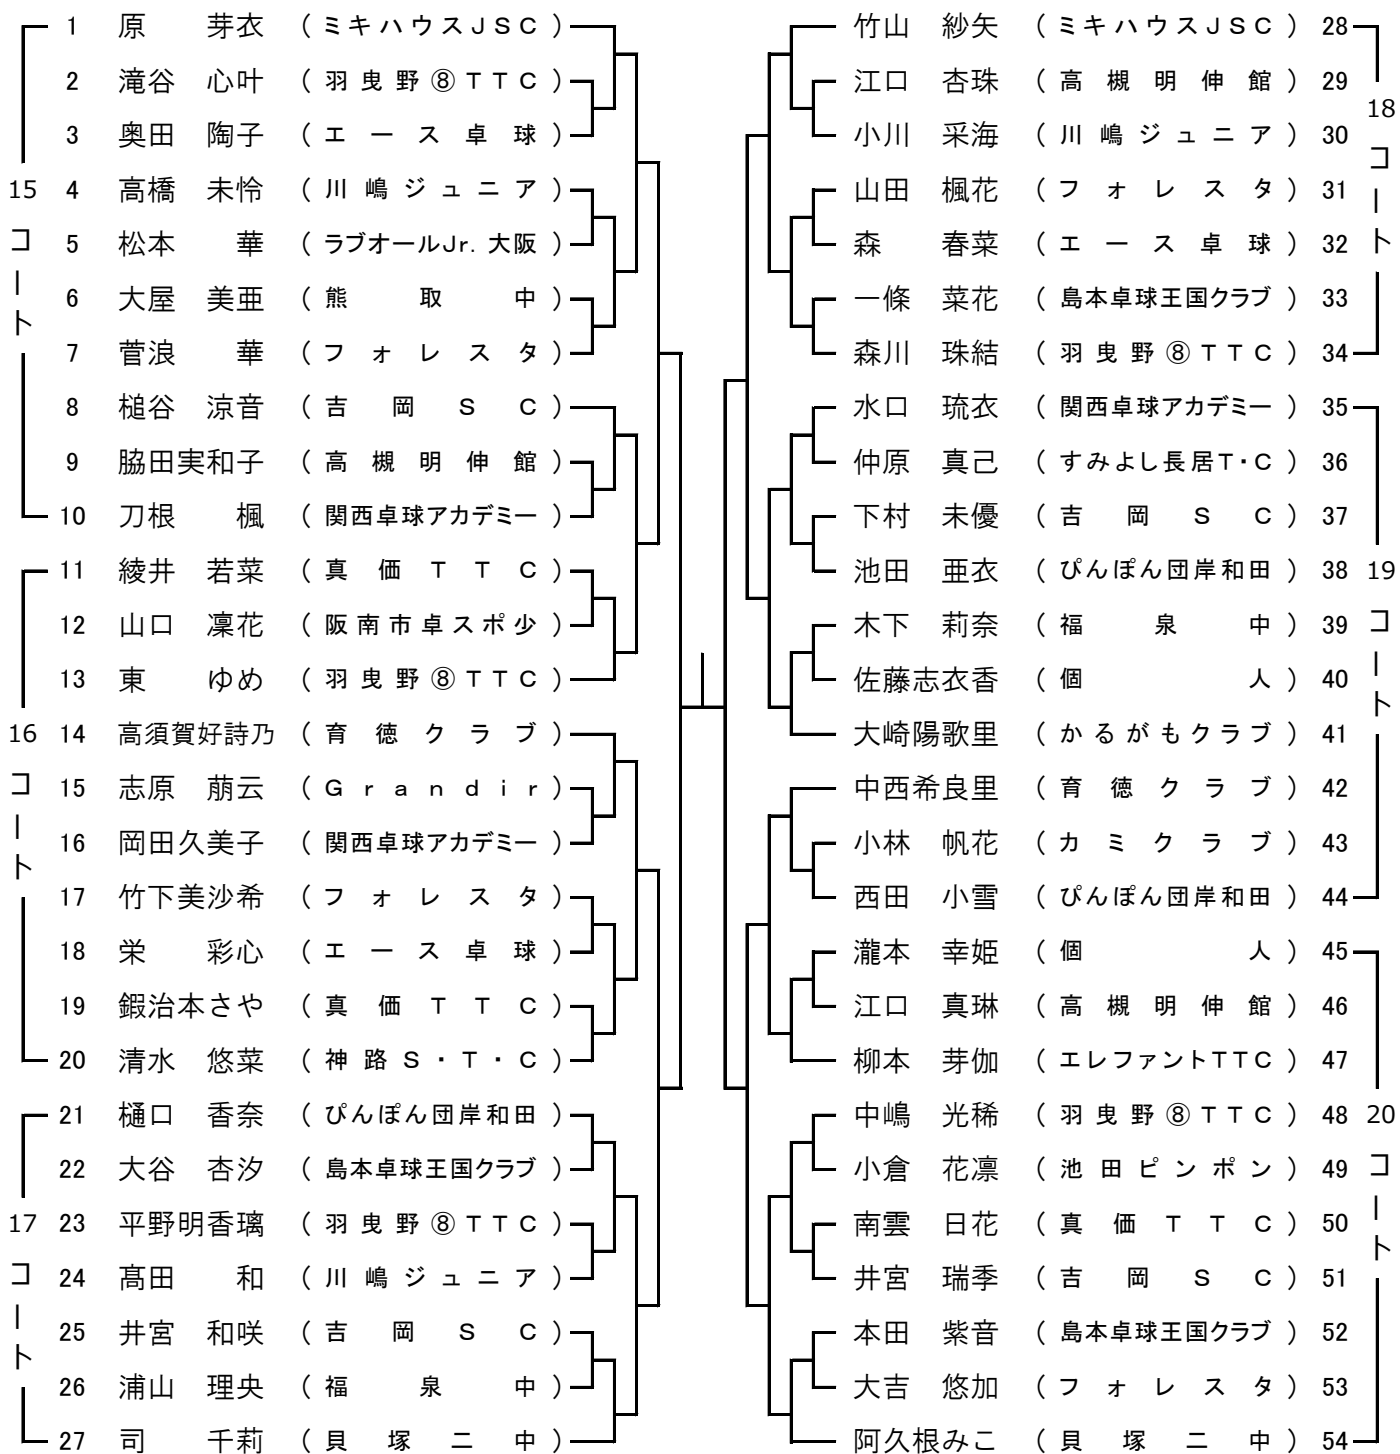 1 原 芽衣 (ミキハウスJSC)
2 滝谷 心叶 (羽曳野⑧TTC)
3 奥田 陶子 (エース卓球)
4 高橋 未怜 (川嶋ジュニア)
5 松本 華 (ラブオールJr.大阪)
6 大屋 美亜 (熊取中)
7 菅浪 華 (フォレスタ)
8 槌谷 涼音 (吉岡SC)
9 脇田実和子 (高槻明伸館)
10 刀根 楓 (関西卓球アカデミー)
15コート
11 綾井 若菜 (真価TTC)
12 山口 凜花 (阪南市卓スポ少)
13 東 ゆめ (羽曳野⑧TTC)
14 高須賀好詩乃 (育徳クラブ)
15 志原 萠云 (Grandir)
16 岡田久美子 (関西卓球アカデミー)
17 竹下美沙希 (フォレスタ)
18 栄 彩心 (エース卓球)
19 鍜治本さや (真価TTC)
20 清水 悠菜 (神路S・T・C)
16コート
21 樋口 香奈 (ぴんぽん団岸和田)
22 大谷 杏汐 (島本卓球王国クラブ)
23 平野明香璃 (羽曳野⑧TTC)
24 髙田 和 (川嶋ジュニア)
25 井宮 和咲 (吉岡SC)
26 浦山 理央 (福泉中)
27 司 千莉 (貝塚二中)
17コート
竹山 紗矢 (ミキハウスJSC) 28
江口 杏珠 (高槻明伸館) 29
小川 采海 (川嶋ジュニア) 30
山田 楓花 (フォレスタ) 31
森 春菜 (エース卓球) 32
一條 菜花 (島本卓球王国クラブ) 33
森川 珠結 (羽曳野⑧TTC) 34
18コート
水口 琉衣 (関西卓球アカデミー) 35
仲原 真己 (すみよし長居T・C) 36
下村 未優 (吉岡SC) 37
池田 亜衣 (ぴんぽん団岸和田) 38
木下 莉奈 (福泉中) 39
佐藤志衣香 (個人) 40
大崎陽歌里 (かるがもクラブ) 41
中西希良里 (育徳クラブ) 42
小林 帆花 (カミクラブ) 43
西田 小雪 (ぴんぽん団岸和田) 44
19コート
瀧本 幸姫 (個人) 45
江口 真琳 (高槻明伸館) 46
柳本 芽伽 (エレファントTTC) 47
中嶋 光稀 (羽曳野⑧TTC) 48
小倉 花凛 (池田ピンポン) 49
南雲 日花 (真価TTC) 50
井宮 瑞季 (吉岡SC) 51
本田 紫音 (島本卓球王国クラブ) 52
大吉 悠加 (フォレスタ) 53
阿久根みこ (貝塚二中) 54
20コート